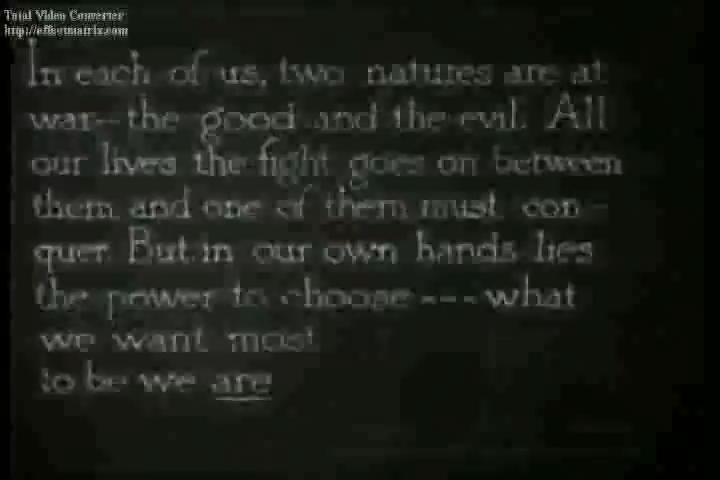 Trial Video Converter
http://effectmatrix.com
In each of us, two natures are at
war--the good and the evil. All
our lives the fight goes on between
them, and one of them must con-
quer. But in our own hands lies
the power to choose---what
we want most
to be we are